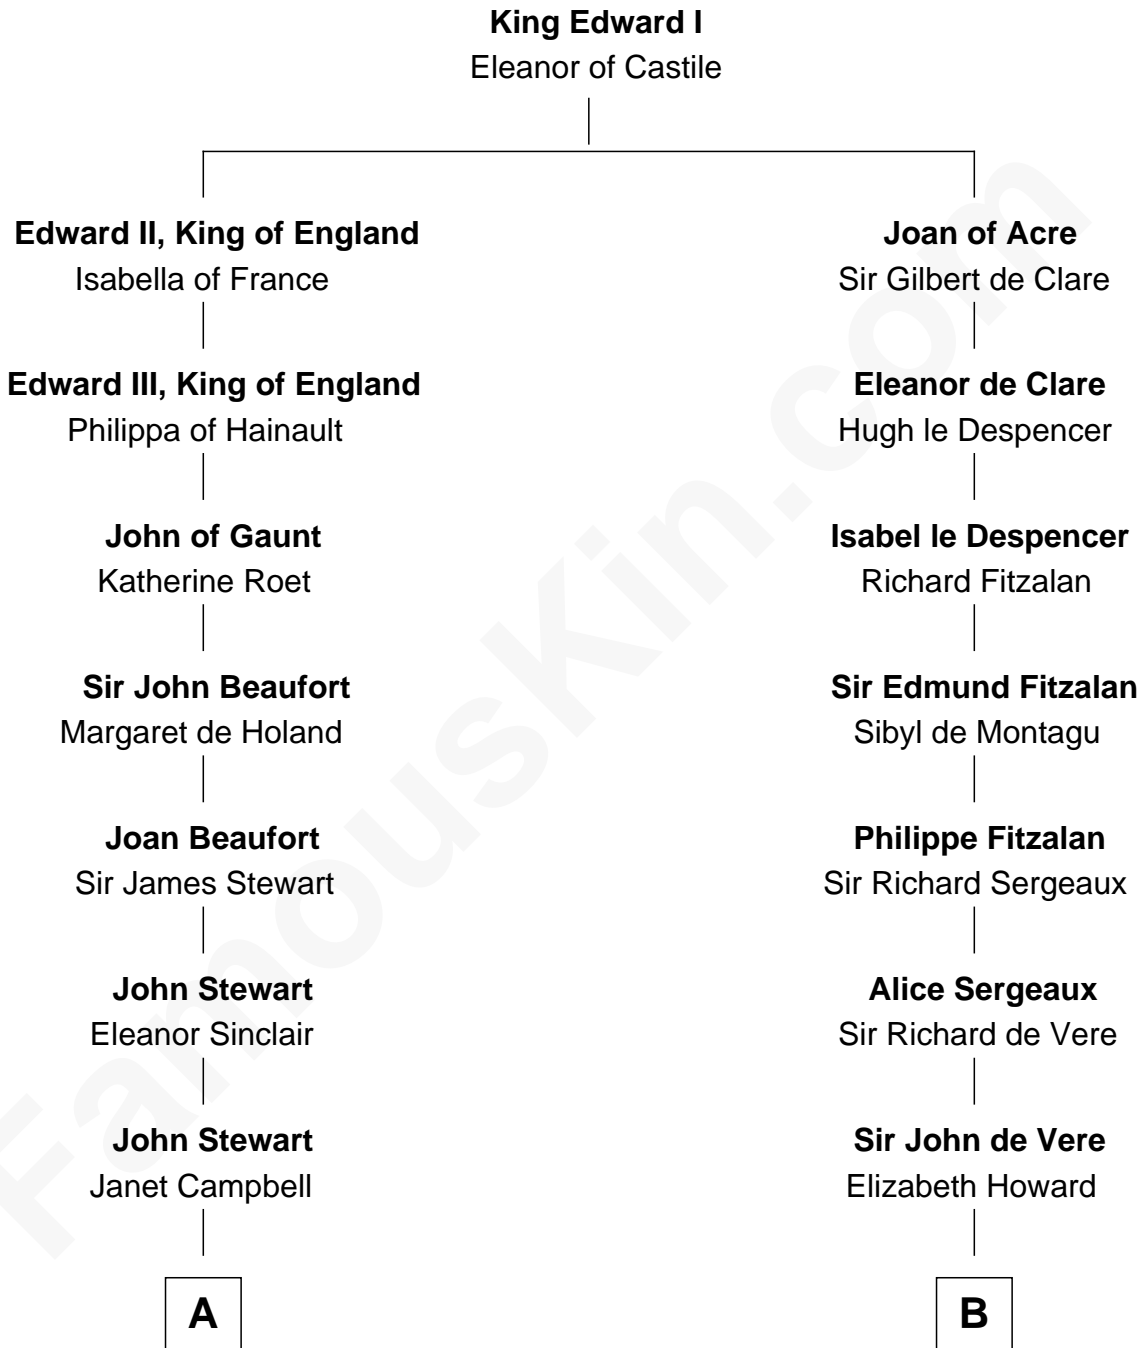 King Edward I
Eleanor of Castile
Edward II, King of England
Isabella of France
Joan of Acre
Sir Gilbert de Clare
Edward III, King of England
Philippa of Hainault
Eleanor de Clare
Hugh le Despencer
John of Gaunt
Katherine Roet
Isabel le Despencer
Richard Fitzalan
Sir John Beaufort
Margaret de Holand
Sir Edmund Fitzalan
Sibyl de Montagu
Joan Beaufort
Sir James Stewart
Philippe Fitzalan
Sir Richard Sergeaux
John Stewart
Eleanor Sinclair
Alice Sergeaux
Sir Richard de Vere
John Stewart
Janet Campbell
Sir John de Vere
Elizabeth Howard
A
B
FamousKin.com